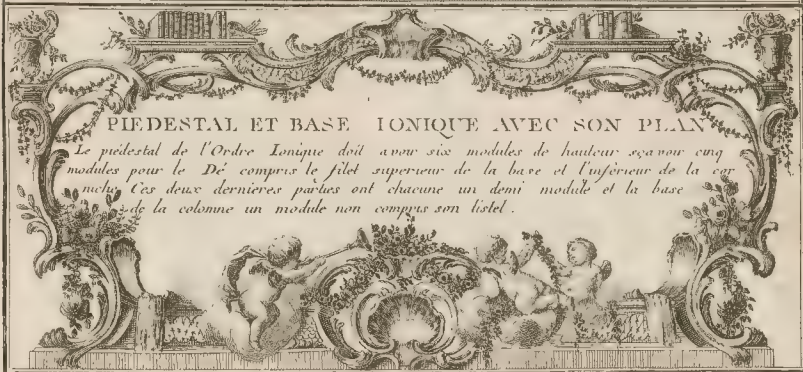 PIEDESTAL ET BASE IONIQUE AVEC SON PLAN
Le piédestal de l'Ordre Ionique doit avoir six modules de hauteur sçavoir cinq
modules pour le Dé compris le filet superieur de la base et l'inférieur de la cor
niche Ces deux dernieres parties ont chacune un demi module et la base
de la colomne un module non compris son listel.